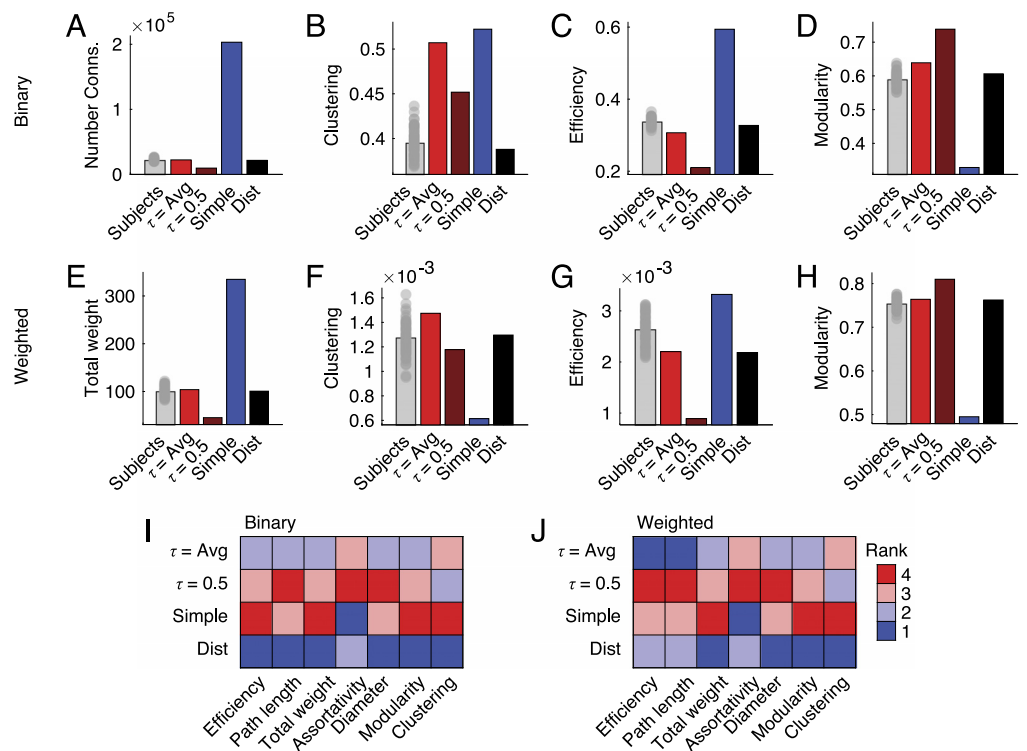 Binary
A
× 10⁵
Number Conns.
2
1
0
Subjects
τ = Avg
τ = 0.5
Simple
Dist
B
Clustering
0.5
0.45
0.4
Subjects
τ = Avg
τ = 0.5
Simple
Dist
C
Efficiency
0.6
0.4
0.2
Subjects
τ = Avg
τ = 0.5
Simple
Dist
D
Modularity
0.7
0.6
0.5
0.4
Subjects
τ = Avg
τ = 0.5
Simple
Dist
Weighted
E
Total weight
300
200
100
Subjects
τ = Avg
τ = 0.5
Simple
Dist
F
× 10⁻³
Clustering
1.6
1.4
1.2
1
0.8
0.6
Subjects
τ = Avg
τ = 0.5
Simple
Dist
G
× 10⁻³
Efficiency
3
2
1
Subjects
τ = Avg
τ = 0.5
Simple
Dist
H
Modularity
0.8
0.7
0.6
0.5
Subjects
τ = Avg
τ = 0.5
Simple
Dist
I
Binary
τ = Avg
τ = 0.5
Simple
Dist
Efficiency
Path length
Total weight
Assortativity
Diameter
Modularity
Clustering
J
Weighted
τ = Avg
τ = 0.5
Simple
Dist
Efficiency
Path length
Total weight
Assortativity
Diameter
Modularity
Clustering
Rank
4
3
2
1